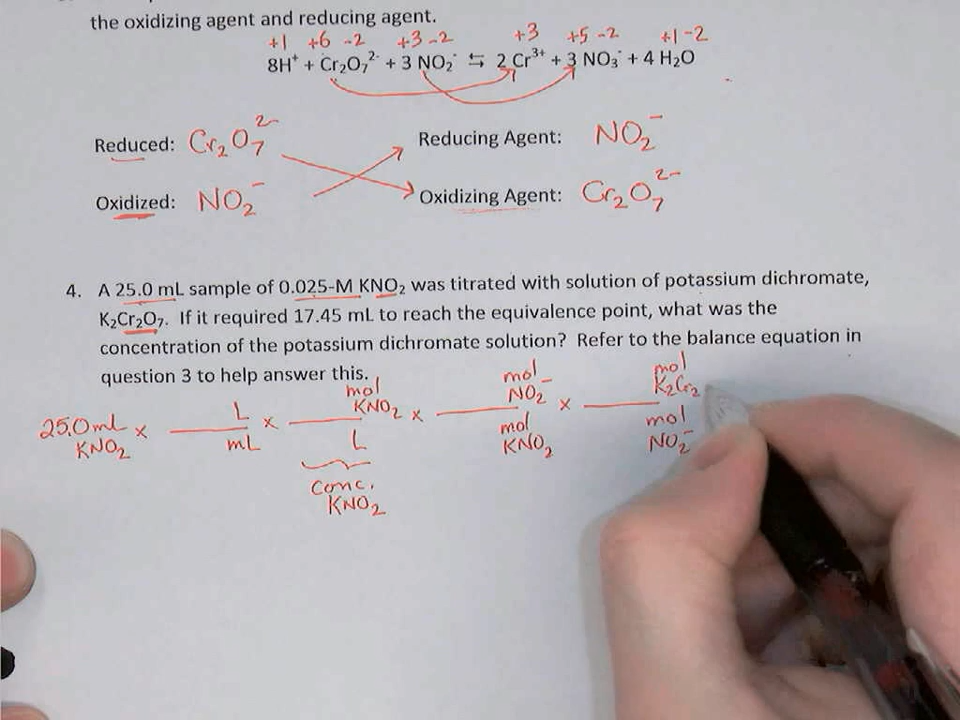 the oxidizing agent and reducing agent.
+1 +6 -2 +3 -2 +3 +5 -2 +1 -2
8H⁺ + Cr₂O₇²⁻ + 3 NO₂⁻ ⇆ 2 Cr³⁺ + 3 NO₃⁻ + 4 H₂O
Reduced: Cr₂O₇²⁻ Reducing Agent: NO₂⁻
Oxidized: NO₂⁻ Oxidizing Agent: Cr₂O₇²⁻
4. A 25.0 mL sample of 0.025-M KNO₂ was titrated with solution of potassium dichromate,
K₂Cr₂O₇. If it required 17.45 mL to reach the equivalence point, what was the
concentration of the potassium dichromate solution? Refer to the balance equation in
question 3 to help answer this.
L mol KNO₂ mol NO₂⁻ mol K₂Cr₂
25.0 mL KNO₂ x x x x
mL L mol KNO₂ mol NO₂⁻
Conc.
KNO₂